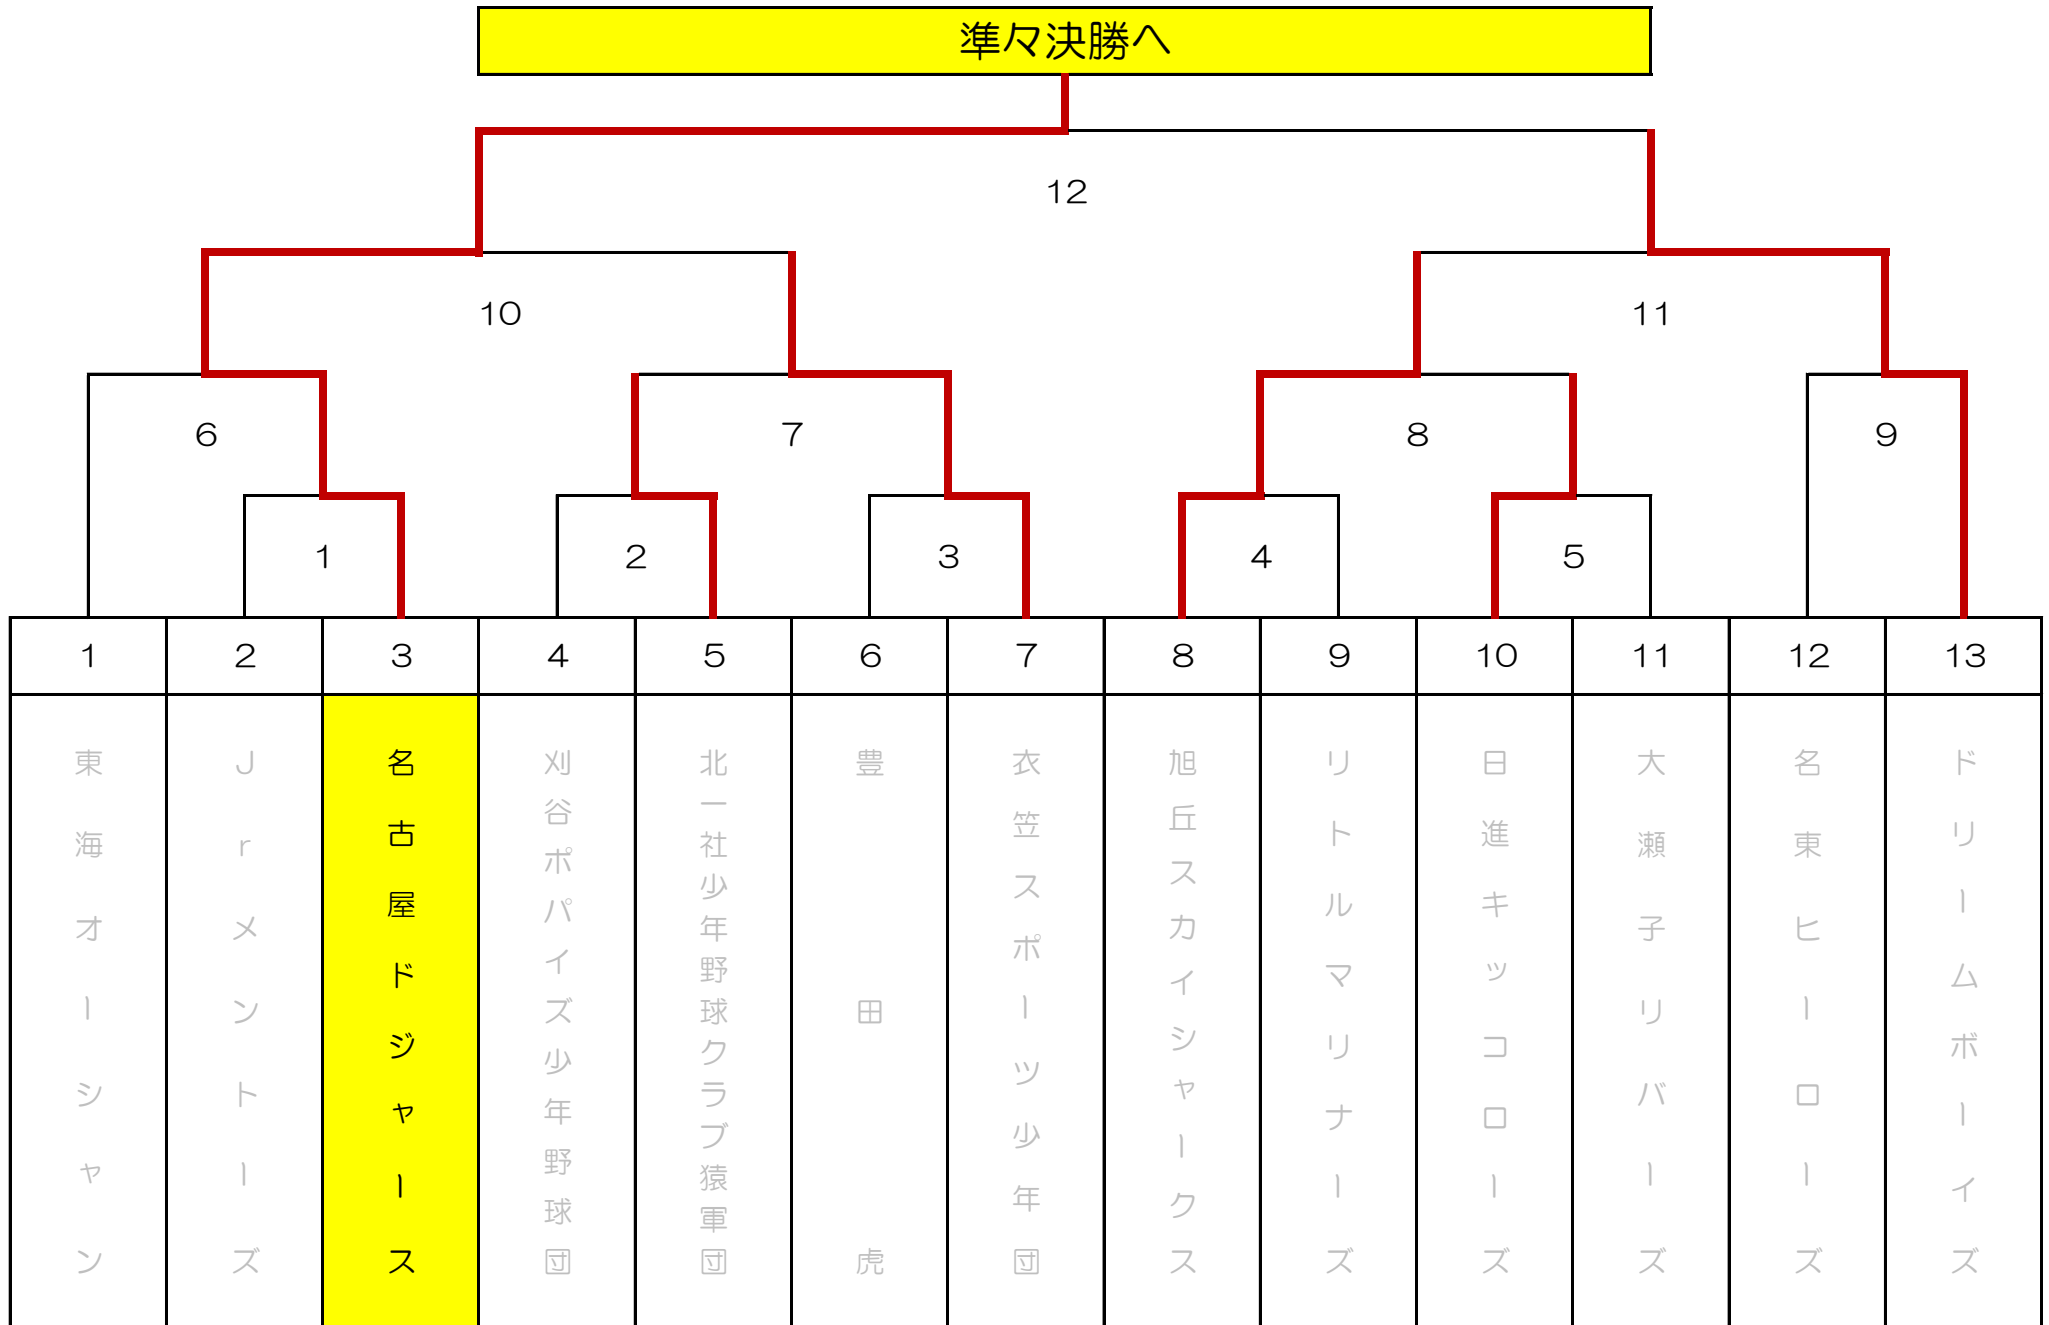 準々決勝へ
12
10 11
6 7 8 9
1 2 3 4 5
1 2 3 4 5 6 7 8 9 10 11 12 13
東海オーシャン
Jrメントーズ
名古屋ドジャース
刈谷ポパイズ少年野球団
北一社少年野球クラブ猿軍団
豊田虎
衣笠スポーツ少年団
旭丘スカイシャークス
リトルマリナーズ
日進キッコローズ
大瀬子リバーズ
名東ヒーローズ
ドリームボーイズ